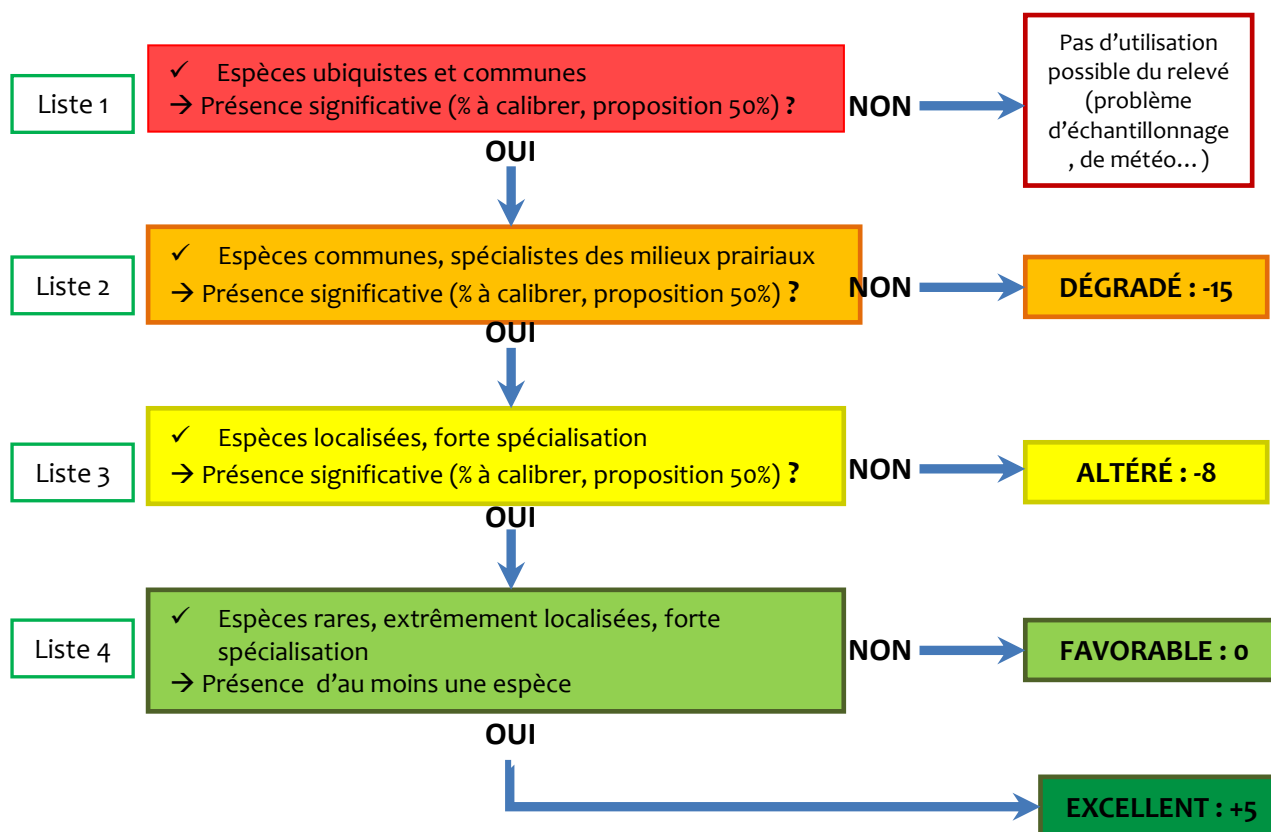 Liste 1
✓ Espèces ubiquistes et communes
→ Présence significative (% à calibrer, proposition 50%) ?
NON
Pas d'utilisation
possible du relevé
(problème
d'échantillonnage
, de météo… )
OUI
Liste 2
✓ Espèces communes, spécialistes des milieux prairiaux
→ Présence significative (% à calibrer, proposition 50%) ?
NON
DÉGRADÉ : -15
OUI
Liste 3
✓ Espèces localisées, forte spécialisation
→ Présence significative (% à calibrer, proposition 50%) ?
NON
ALTÉRÉ : -8
OUI
Liste 4
✓ Espèces rares, extrêmement localisées, forte
spécialisation
→ Présence d'au moins une espèce
NON
FAVORABLE : 0
OUI
EXCELLENT : +5